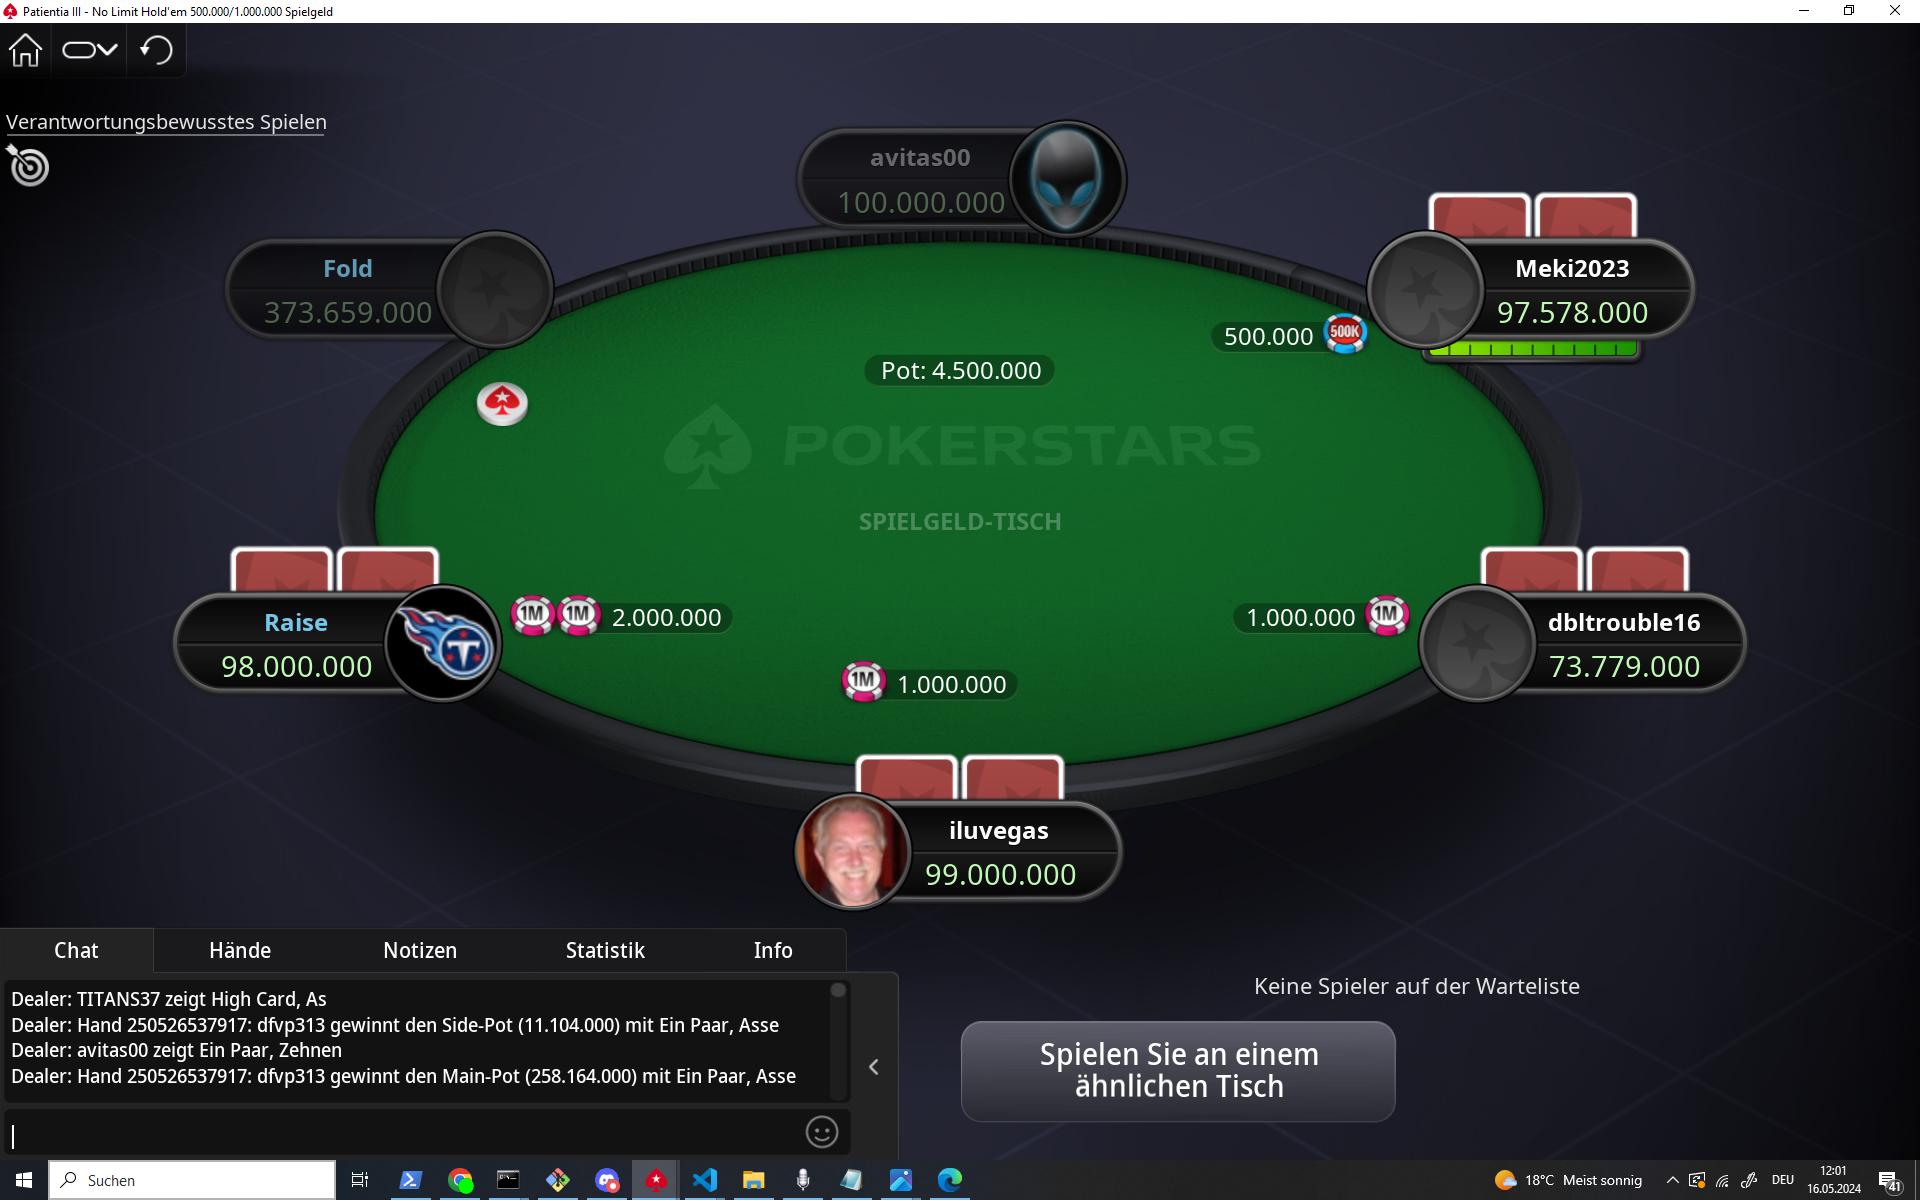 Patientia III - No Limit Hold'em 500.000/1.000.000 Spielgeld
Verantwortungsbewusstes Spielen
avitas00
100.000.000
Fold
373.659.000
Meki2023
97.578.000
500.000
500K
Pot: 4.500.000
POKERSTARS
SPIELGELD-TISCH
Raise
98.000.000
1M
1M
2.000.000
1.000.000
1M
dbltrouble16
73.779.000
1M
1.000.000
iluvegas
99.000.000
Chat
Hände
Notizen
Statistik
Info
Dealer: TITANS37 zeigt High Card, As
Dealer: Hand 250526537917: dfvp313 gewinnt den Side-Pot (11.104.000) mit Ein Paar, Asse
Dealer: avitas00 zeigt Ein Paar, Zehnen
Dealer: Hand 250526537917: dfvp313 gewinnt den Main-Pot (258.164.000) mit Ein Paar, Asse
Keine Spieler auf der Warteliste
Spielen Sie an einem
ähnlichen Tisch
Suchen
18°C Meist sonnig
DEU
12:01
16.05.2024
41